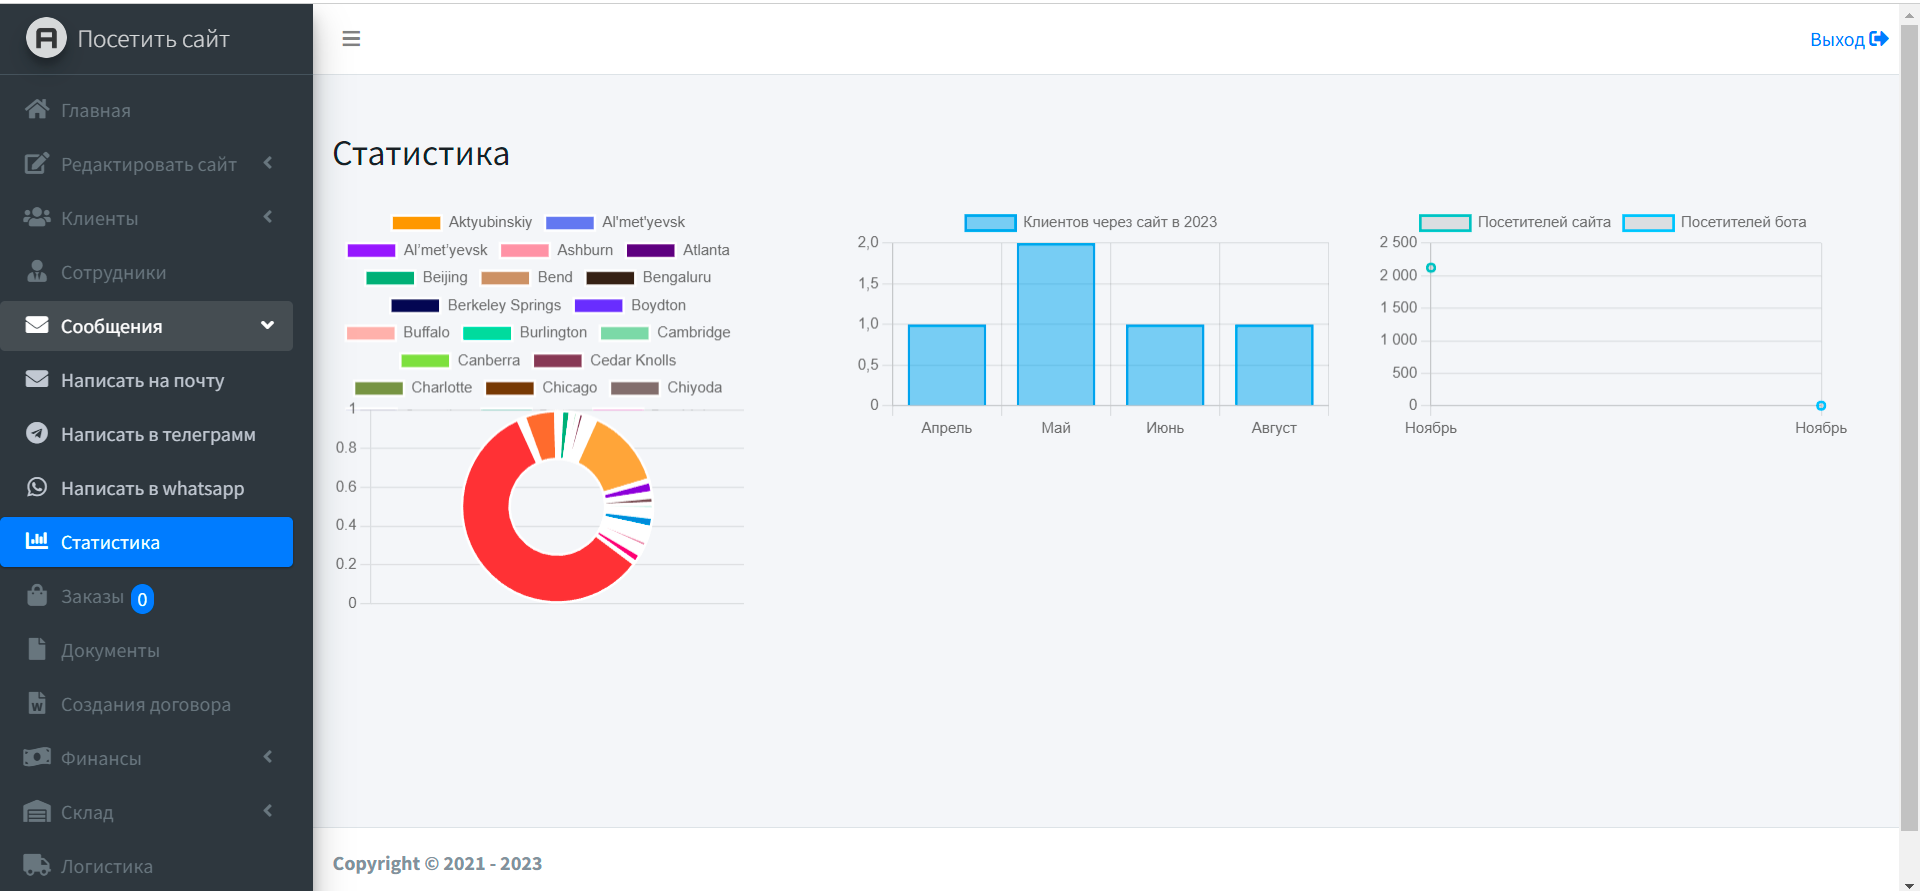 A Посетить сайт
Главная
Редактировать сайт
Клиенты
Сотрудники
Сообщения
Написать на почту
Написать в телеграмм
Написать в whatsapp
Статистика
Заказы 0
Документы
Создания договора
Финансы
Склад
Логистика
Выход
Статистика
Aktyubinskiy Al'met'yevsk
Al’met’yevsk Ashburn Atlanta
Beijing Bend Bengaluru
Berkeley Springs Boydton
Buffalo Burlington Cambridge
Canberra Cedar Knolls
Charlotte Chicago Chiyoda
1
0.8
0.6
0.4
0.2
0
Клиентов через сайт в 2023
2,0
1,5
1,0
0,5
0
Апрель Май Июнь Август
Посетителей сайта Посетителей бота
2 500
2 000
1 500
1 000
500
0
Ноябрь Ноябрь
Copyright © 2021 - 2023